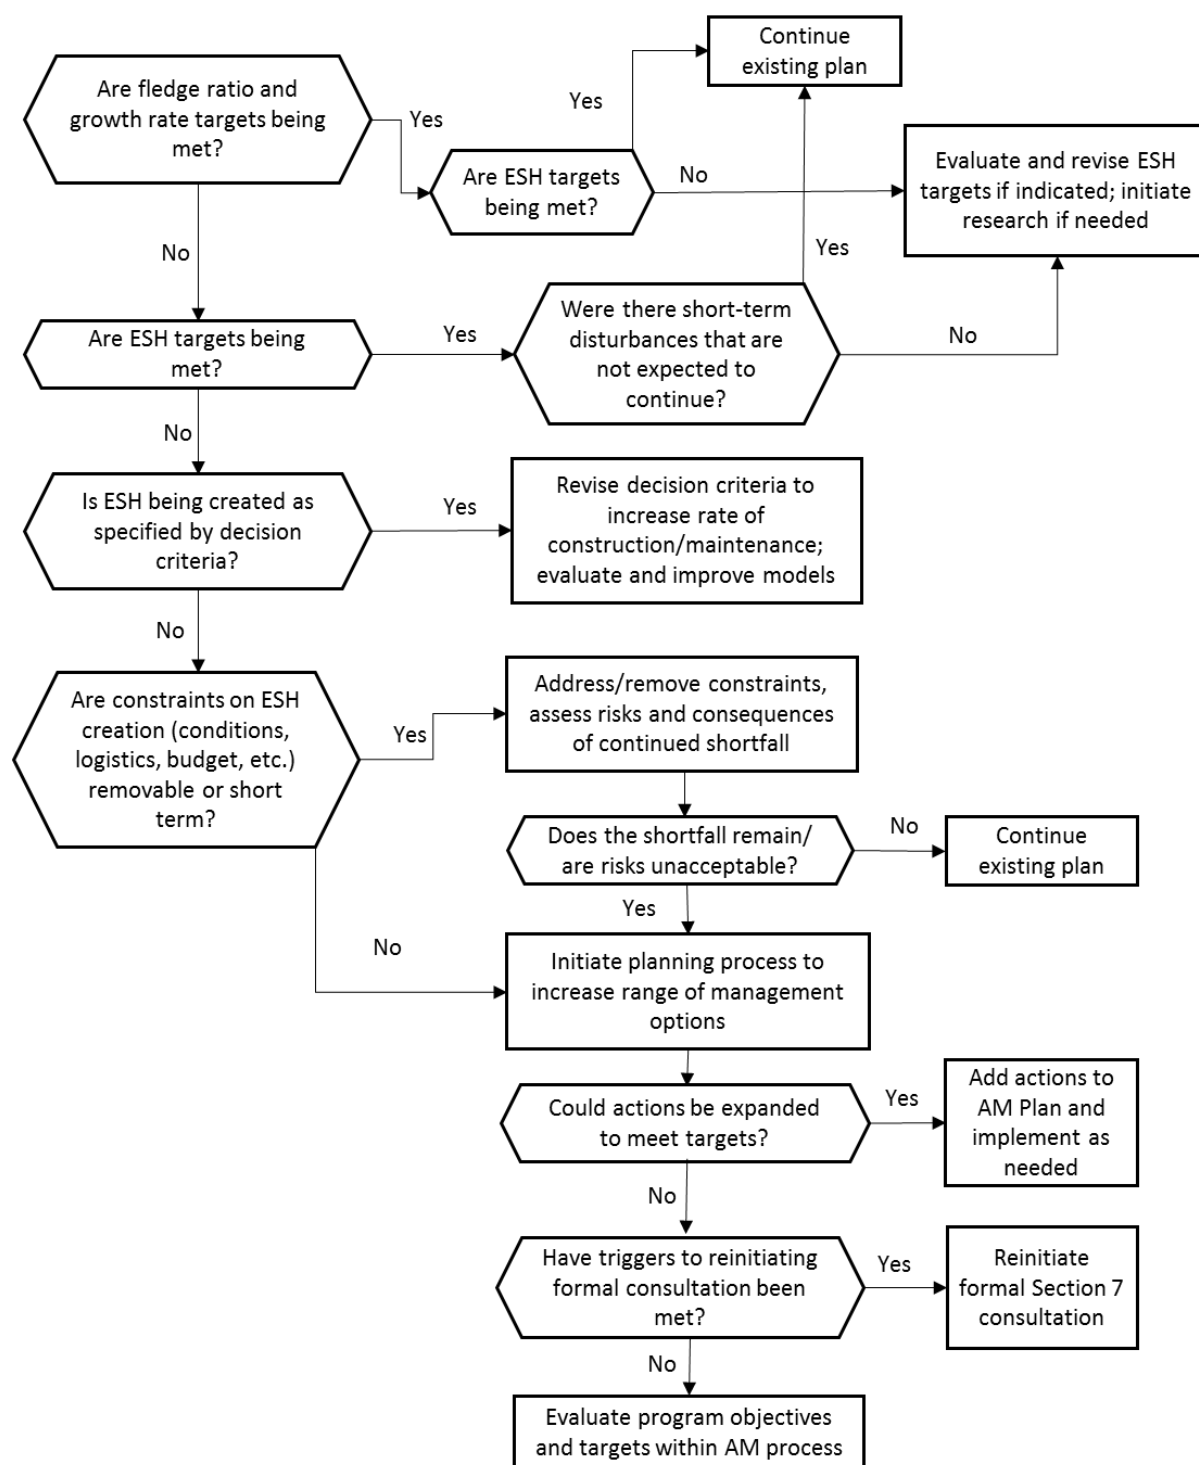 Continue
existing plan
Are fledge ratio and
growth rate targets being
met?
Yes
Yes
Are ESH targets
being met?
No
Evaluate and revise ESH
targets if indicated; initiate
research if needed
No
Yes
Were there short-term
disturbances that are
not expected to
continue?
Are ESH targets being
met?
Yes
No
No
Is ESH being created as
specified by decision
criteria?
Yes
Revise decision criteria to
increase rate of
construction/maintenance;
evaluate and improve models
No
Are constraints on ESH
creation (conditions,
logistics, budget, etc.)
removable or short
term?
Yes
Address/remove constraints,
assess risks and consequences
of continued shortfall
Does the shortfall remain/
are risks unacceptable?
No
Continue
existing plan
Yes
No
Initiate planning process to
increase range of management
options
Could actions be expanded
to meet targets?
Yes
Add actions to
AM Plan and
implement as
needed
No
Have triggers to reinitiating
formal consultation been
met?
Yes
Reinitiate
formal Section 7
consultation
No
Evaluate program objectives
and targets within AM process